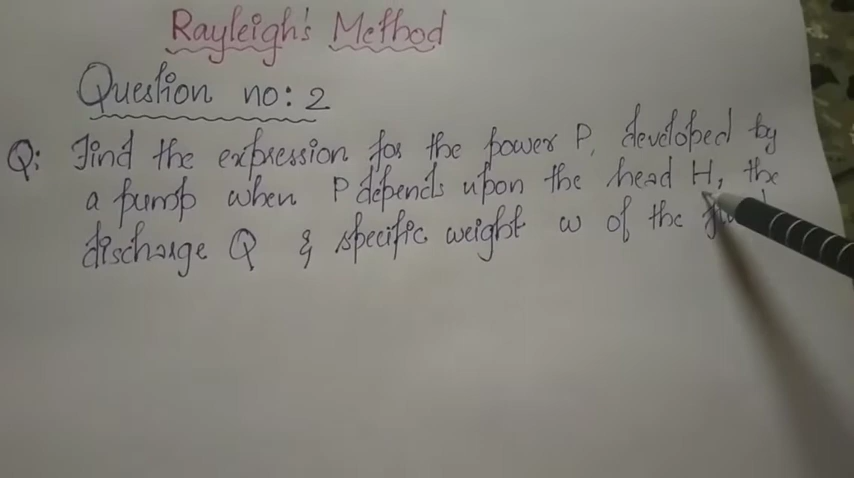 Rayleigh's Method
Question no: 2
Q: Find the expression for the power P, developed by
a pump when P depends upon the head H, the
discharge Q & specific weight w of the